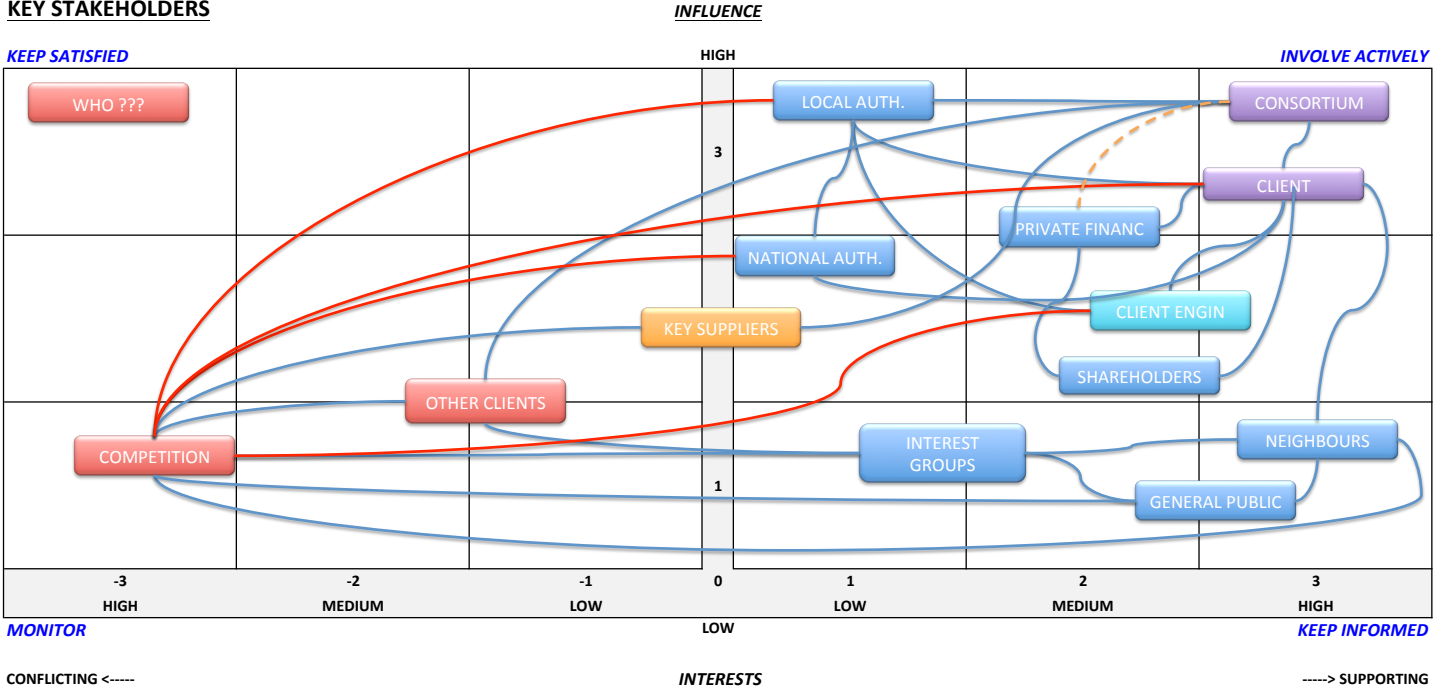 KEY STAKEHOLDERS
INFLUENCE
KEEP SATISFIED
HIGH
INVOLVE ACTIVELY
WHO ???
LOCAL AUTH.
CONSORTIUM
3
CLIENT
PRIVATE FINANC
NATIONAL AUTH.
CLIENT ENGIN
KEY SUPPLIERS
SHAREHOLDERS
OTHER CLIENTS
INTEREST
GROUPS
NEIGHBOURS
COMPETITION
1
GENERAL PUBLIC
-3 -2 -1 0 1 2 3
HIGH MEDIUM LOW LOW MEDIUM HIGH
MONITOR
LOW
KEEP INFORMED
CONFLICTING <-----
INTERESTS
-----> SUPPORTING